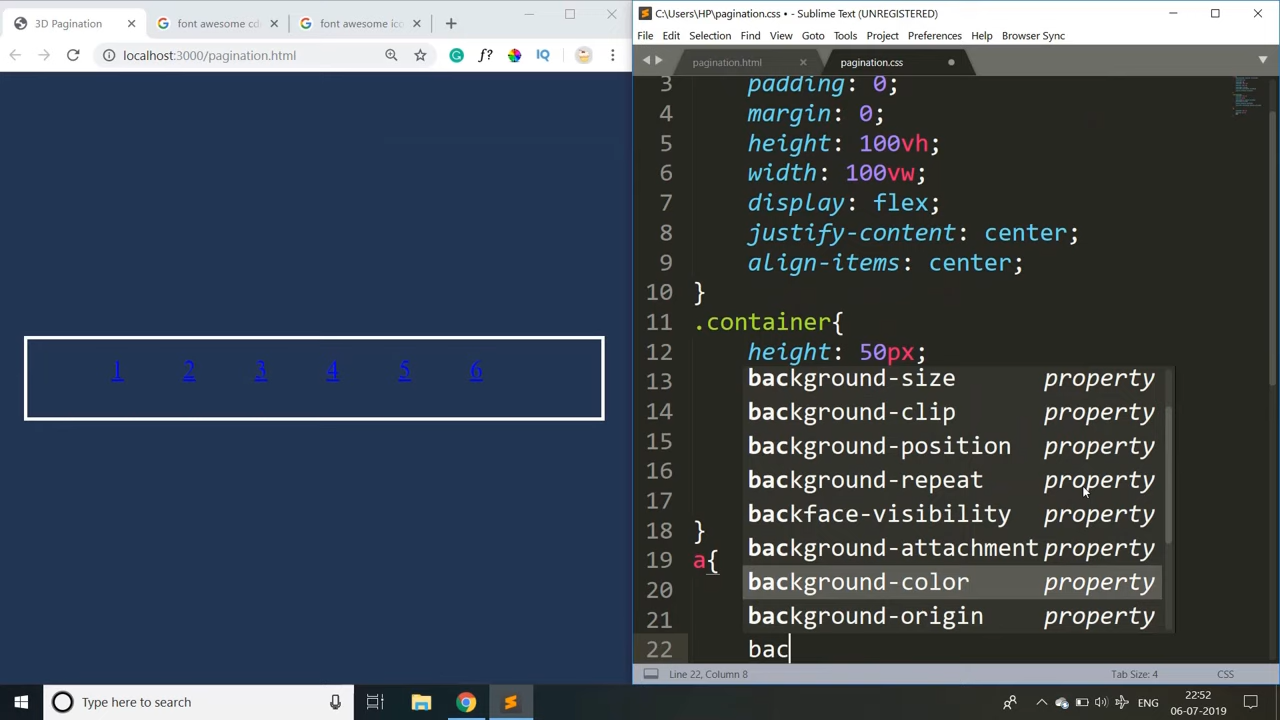 3D Pagination
font awesome cd
font awesome ico
localhost:3000/pagination.html
f?
IQ
1 2 3 4 5 6
C:\Users\HP\pagination.css • - Sublime Text (UNREGISTERED)
File Edit Selection Find View Goto Tools Project Preferences Help Browser Sync
pagination.html
pagination.css
3 padding: 0;
4 margin: 0;
5 height: 100vh;
6 width: 100vw;
7 display: flex;
8 justify-content: center;
9 align-items: center;
10 }
11 .container{
12 height: 50px;
13 background-size property
14 background-clip property
15 background-position property
16 background-repeat property
17 backface-visibility property
18 } background-attachment property
19 a{ background-color property
20 background-origin property
21
22 bac
Line 22, Column 8
Tab Size: 4
CSS
Type here to search
ENG
22:52
06-07-2019